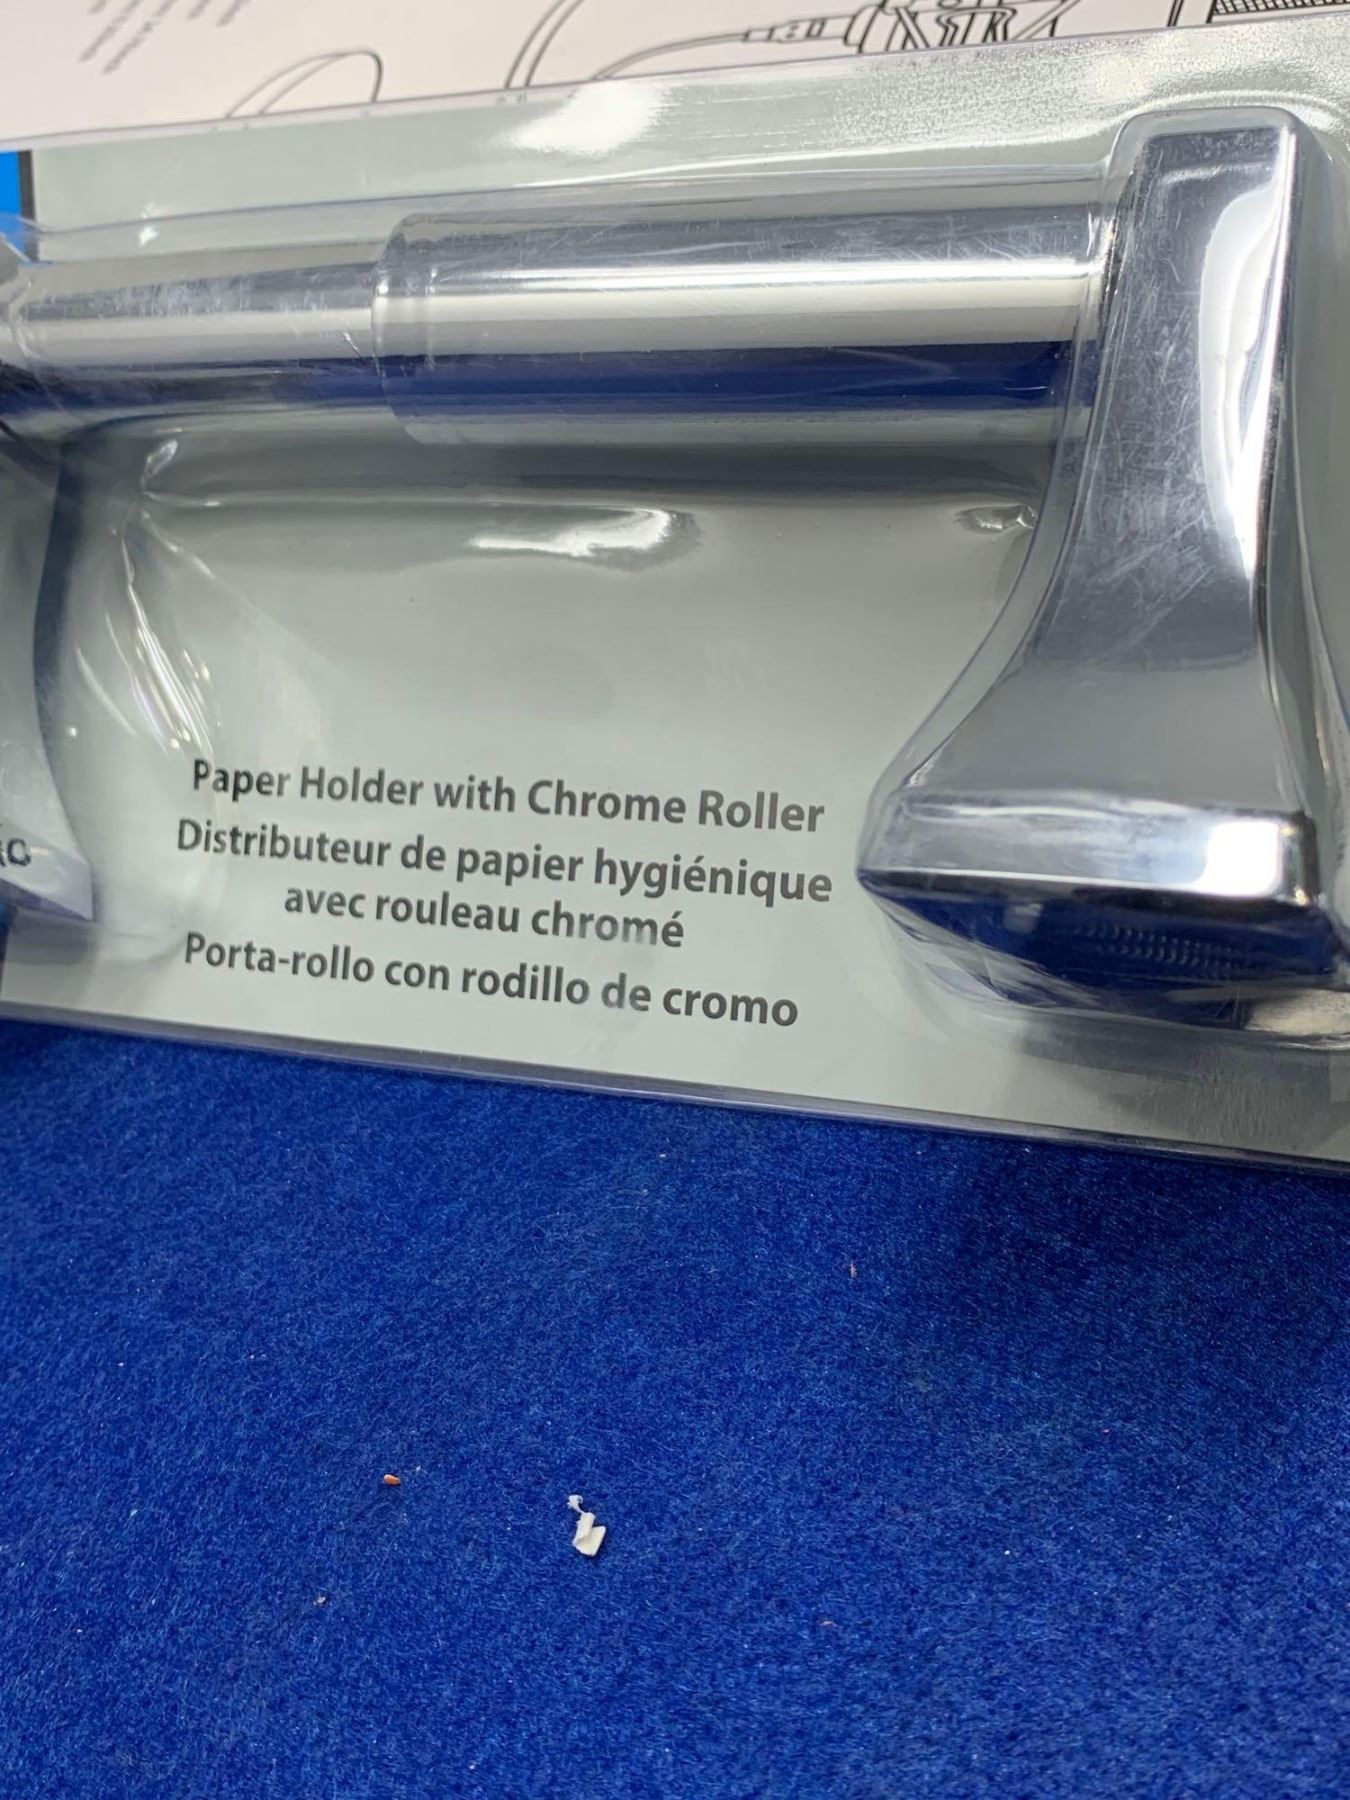 Paper Holder with Chrome Roller
Distributeur de papier hygiénique
avec rouleau chromé
Porta-rollo con rodillo de cromo